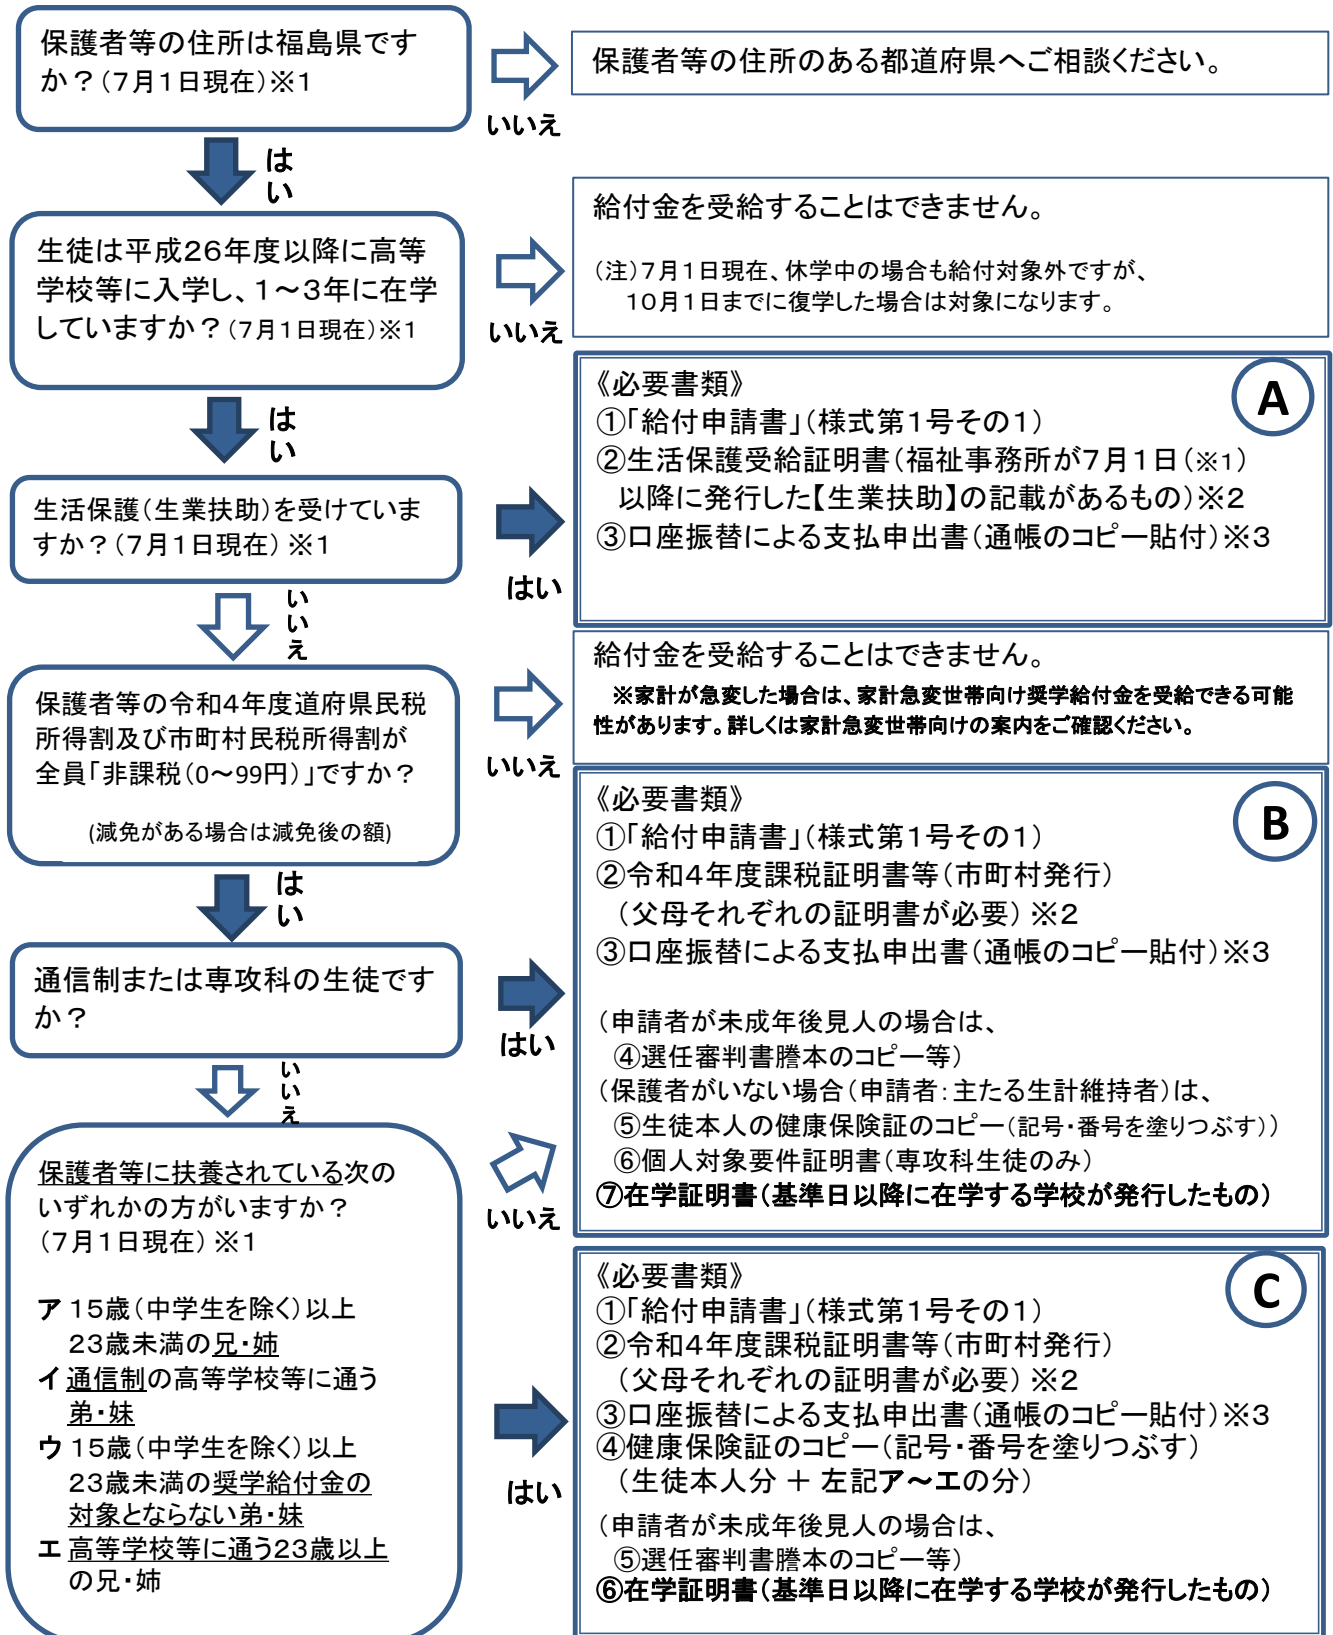 保護者等の住所は福島県です
か？（7月1日現在）※1
いいえ
保護者等の住所のある都道府県へご相談ください。
はい
生徒は平成26年度以降に高等
学校等に入学し、1～3年に在学
していますか？（7月1日現在）※1
いいえ
給付金を受給することはできません。
（注）7月1日現在、休学中の場合も給付対象外ですが、
10月1日までに復学した場合は対象になります。
はい
生活保護（生業扶助）を受けていま
すか？（7月1日現在）※1
はい
A
《必要書類》
①「給付申請書」（様式第1号その1）
②生活保護受給証明書（福祉事務所が7月1日（※1）
以降に発行した【生業扶助】の記載があるもの）※2
③口座振替による支払申出書（通帳のコピー貼付）※3
いいえ
保護者等の令和4年度道府県民税
所得割及び市町村民税所得割が
全員「非課税（0～99円）」ですか？
(減免がある場合は減免後の額)
いいえ
給付金を受給することはできません。
※家計が急変した場合は、家計急変世帯向け奨学給付金を受給できる可能
性があります。詳しくは家計急変世帯向けの案内をご確認ください。
はい
通信制または専攻科の生徒です
か？
はい
B
《必要書類》
①「給付申請書」（様式第1号その1）
②令和4年度課税証明書等（市町村発行）
（父母それぞれの証明書が必要）※2
③口座振替による支払申出書（通帳のコピー貼付）※3
（申請者が未成年後見人の場合は、
④選任審判書謄本のコピー等）
（保護者がいない場合（申請者：主たる生計維持者）は、
⑤生徒本人の健康保険証のコピー（記号・番号を塗りつぶす））
⑥個人対象要件証明書（専攻科生徒のみ）
⑦在学証明書（基準日以降に在学する学校が発行したもの）
いいえ
保護者等に扶養されている次の
いずれかの方がいますか？
（7月1日現在）※1
ア 15歳（中学生を除く）以上
23歳未満の兄・姉
イ 通信制の高等学校等に通う
弟・妹
ウ 15歳（中学生を除く）以上
23歳未満の奨学給付金の
対象とならない弟・妹
エ 高等学校等に通う23歳以上
の兄・姉
いいえ
はい
C
《必要書類》
①「給付申請書」（様式第1号その1）
②令和4年度課税証明書等（市町村発行）
（父母それぞれの証明書が必要）※2
③口座振替による支払申出書（通帳のコピー貼付）※3
④健康保険証のコピー（記号・番号を塗りつぶす）
（生徒本人分 ＋ 左記ア～エの分）
（申請者が未成年後見人の場合は、
⑤選任審判書謄本のコピー等）
⑥在学証明書（基準日以降に在学する学校が発行したもの）